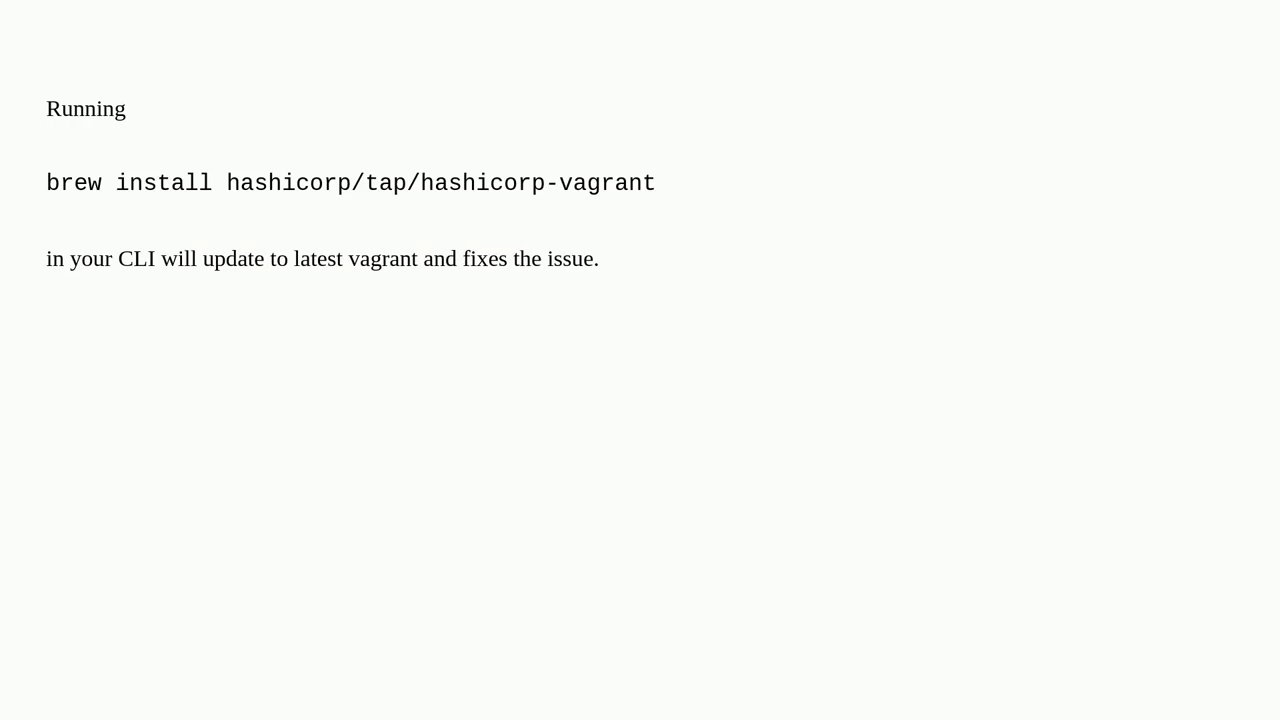 Running
brew install hashicorp/tap/hashicorp-vagrant
in your CLI will update to latest vagrant and fixes the issue.